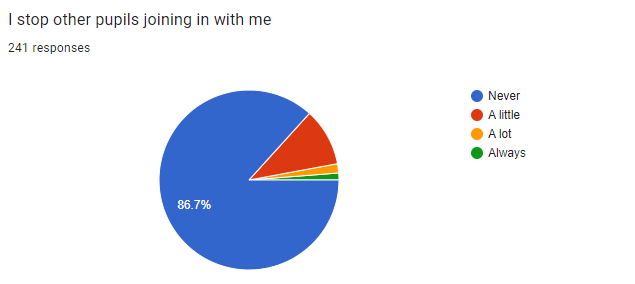 I stop other pupils joining in with me
241 responses
Never
A little
A lot
Always
86.7%